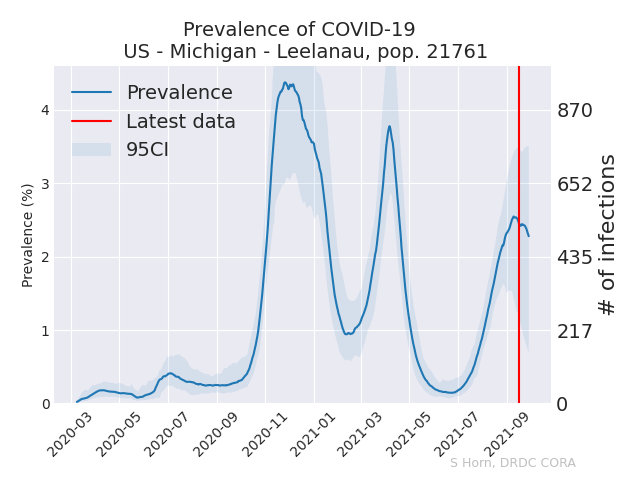 Prevalence of COVID-19
US - Michigan - Leelanau, pop. 21761
Prevalence
Latest data
95CI
Prevalence (%)
4
3
2
1
0
870
652
435
217
0
# of infections
2020-03
2020-05
2020-07
2020-09
2020-11
2021-01
2021-03
2021-05
2021-07
2021-09
S Horn, DRDC CORA